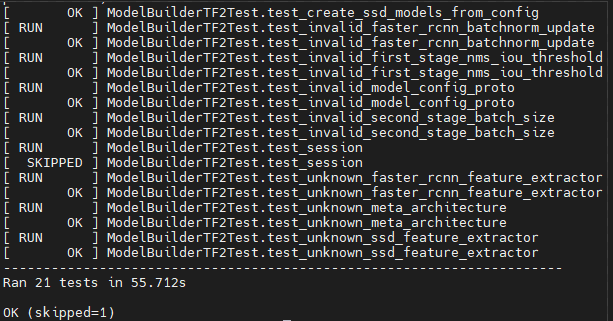 [       OK ] ModelBuilderTF2Test.test_create_ssd_models_from_config
[ RUN      ] ModelBuilderTF2Test.test_invalid_faster_rcnn_batchnorm_update
[       OK ] ModelBuilderTF2Test.test_invalid_faster_rcnn_batchnorm_update
[ RUN      ] ModelBuilderTF2Test.test_invalid_first_stage_nms_iou_threshold
[       OK ] ModelBuilderTF2Test.test_invalid_first_stage_nms_iou_threshold
[ RUN      ] ModelBuilderTF2Test.test_invalid_model_config_proto
[       OK ] ModelBuilderTF2Test.test_invalid_model_config_proto
[ RUN      ] ModelBuilderTF2Test.test_invalid_second_stage_batch_size
[       OK ] ModelBuilderTF2Test.test_invalid_second_stage_batch_size
[ RUN      ] ModelBuilderTF2Test.test_session
[  SKIPPED ] ModelBuilderTF2Test.test_session
[ RUN      ] ModelBuilderTF2Test.test_unknown_faster_rcnn_feature_extractor
[       OK ] ModelBuilderTF2Test.test_unknown_faster_rcnn_feature_extractor
[ RUN      ] ModelBuilderTF2Test.test_unknown_meta_architecture
[       OK ] ModelBuilderTF2Test.test_unknown_meta_architecture
[ RUN      ] ModelBuilderTF2Test.test_unknown_ssd_feature_extractor
[       OK ] ModelBuilderTF2Test.test_unknown_ssd_feature_extractor
----------------------------------------------------------------------
Ran 21 tests in 55.712s
OK (skipped=1)